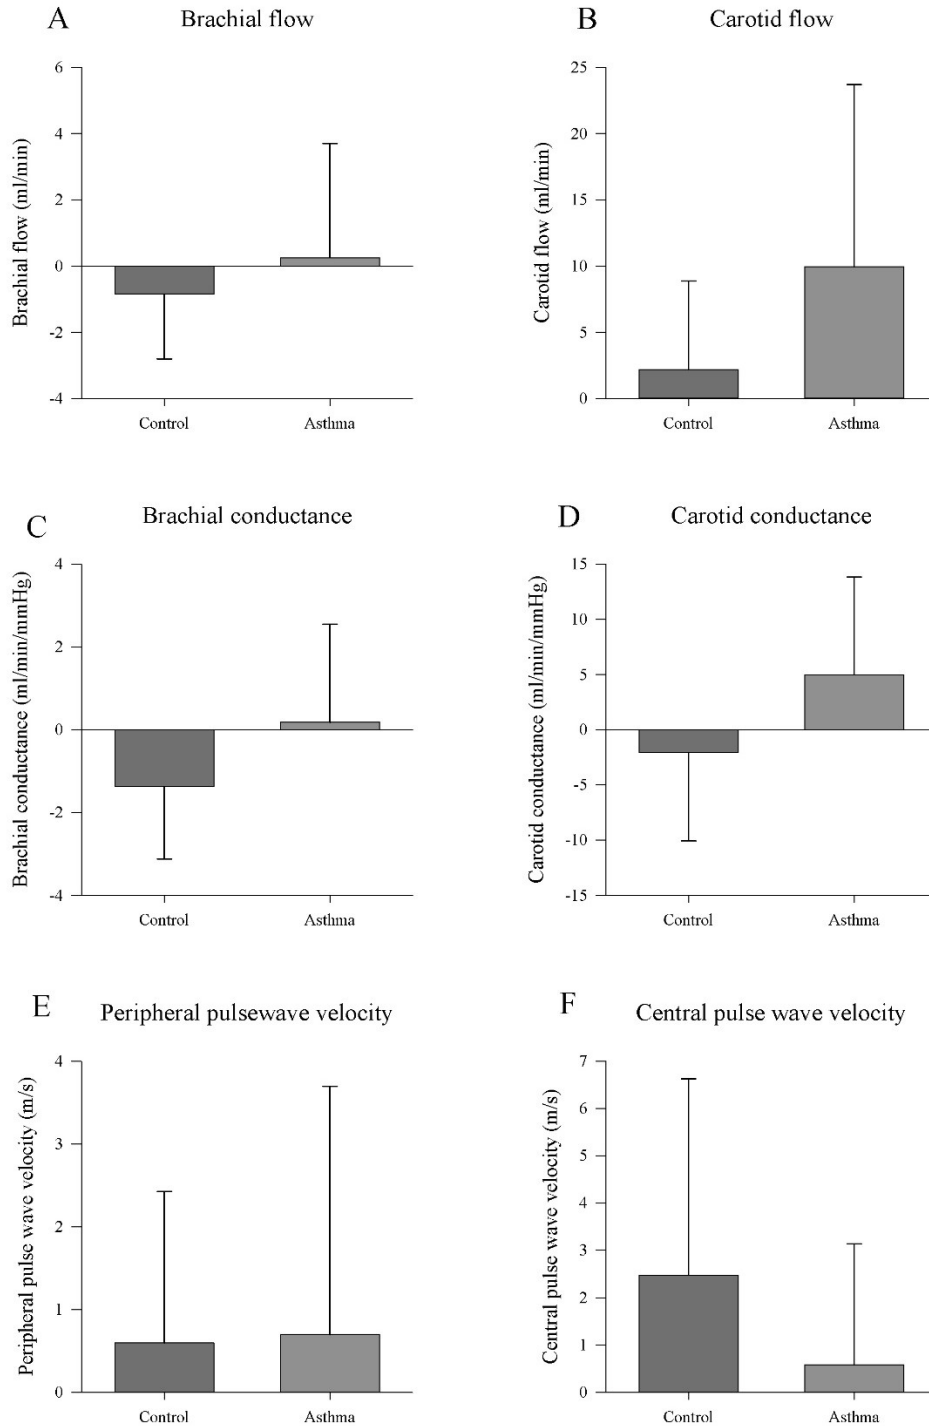 A
Brachial flow
Brachial flow (ml/min)
6
4
2
0
-2
-4
Control
Asthma
B
Carotid flow
Carotid flow (ml/min)
25
20
15
10
5
0
Control
Asthma
C
Brachial conductance
Brachial conductance (ml/min/mmHg)
4
2
0
-2
-4
Control
Asthma
D
Carotid conductance
Carotid conductance (ml/min/mmHg)
15
10
5
0
-5
-10
-15
Control
Asthma
E
Peripheral pulsewave velocity
Peripheral pulse wave velocity (m/s)
4
3
2
1
0
Control
Asthma
F
Central pulse wave velocity
Central pulse wave velocity (m/s)
7
6
5
4
3
2
1
0
Control
Asthma